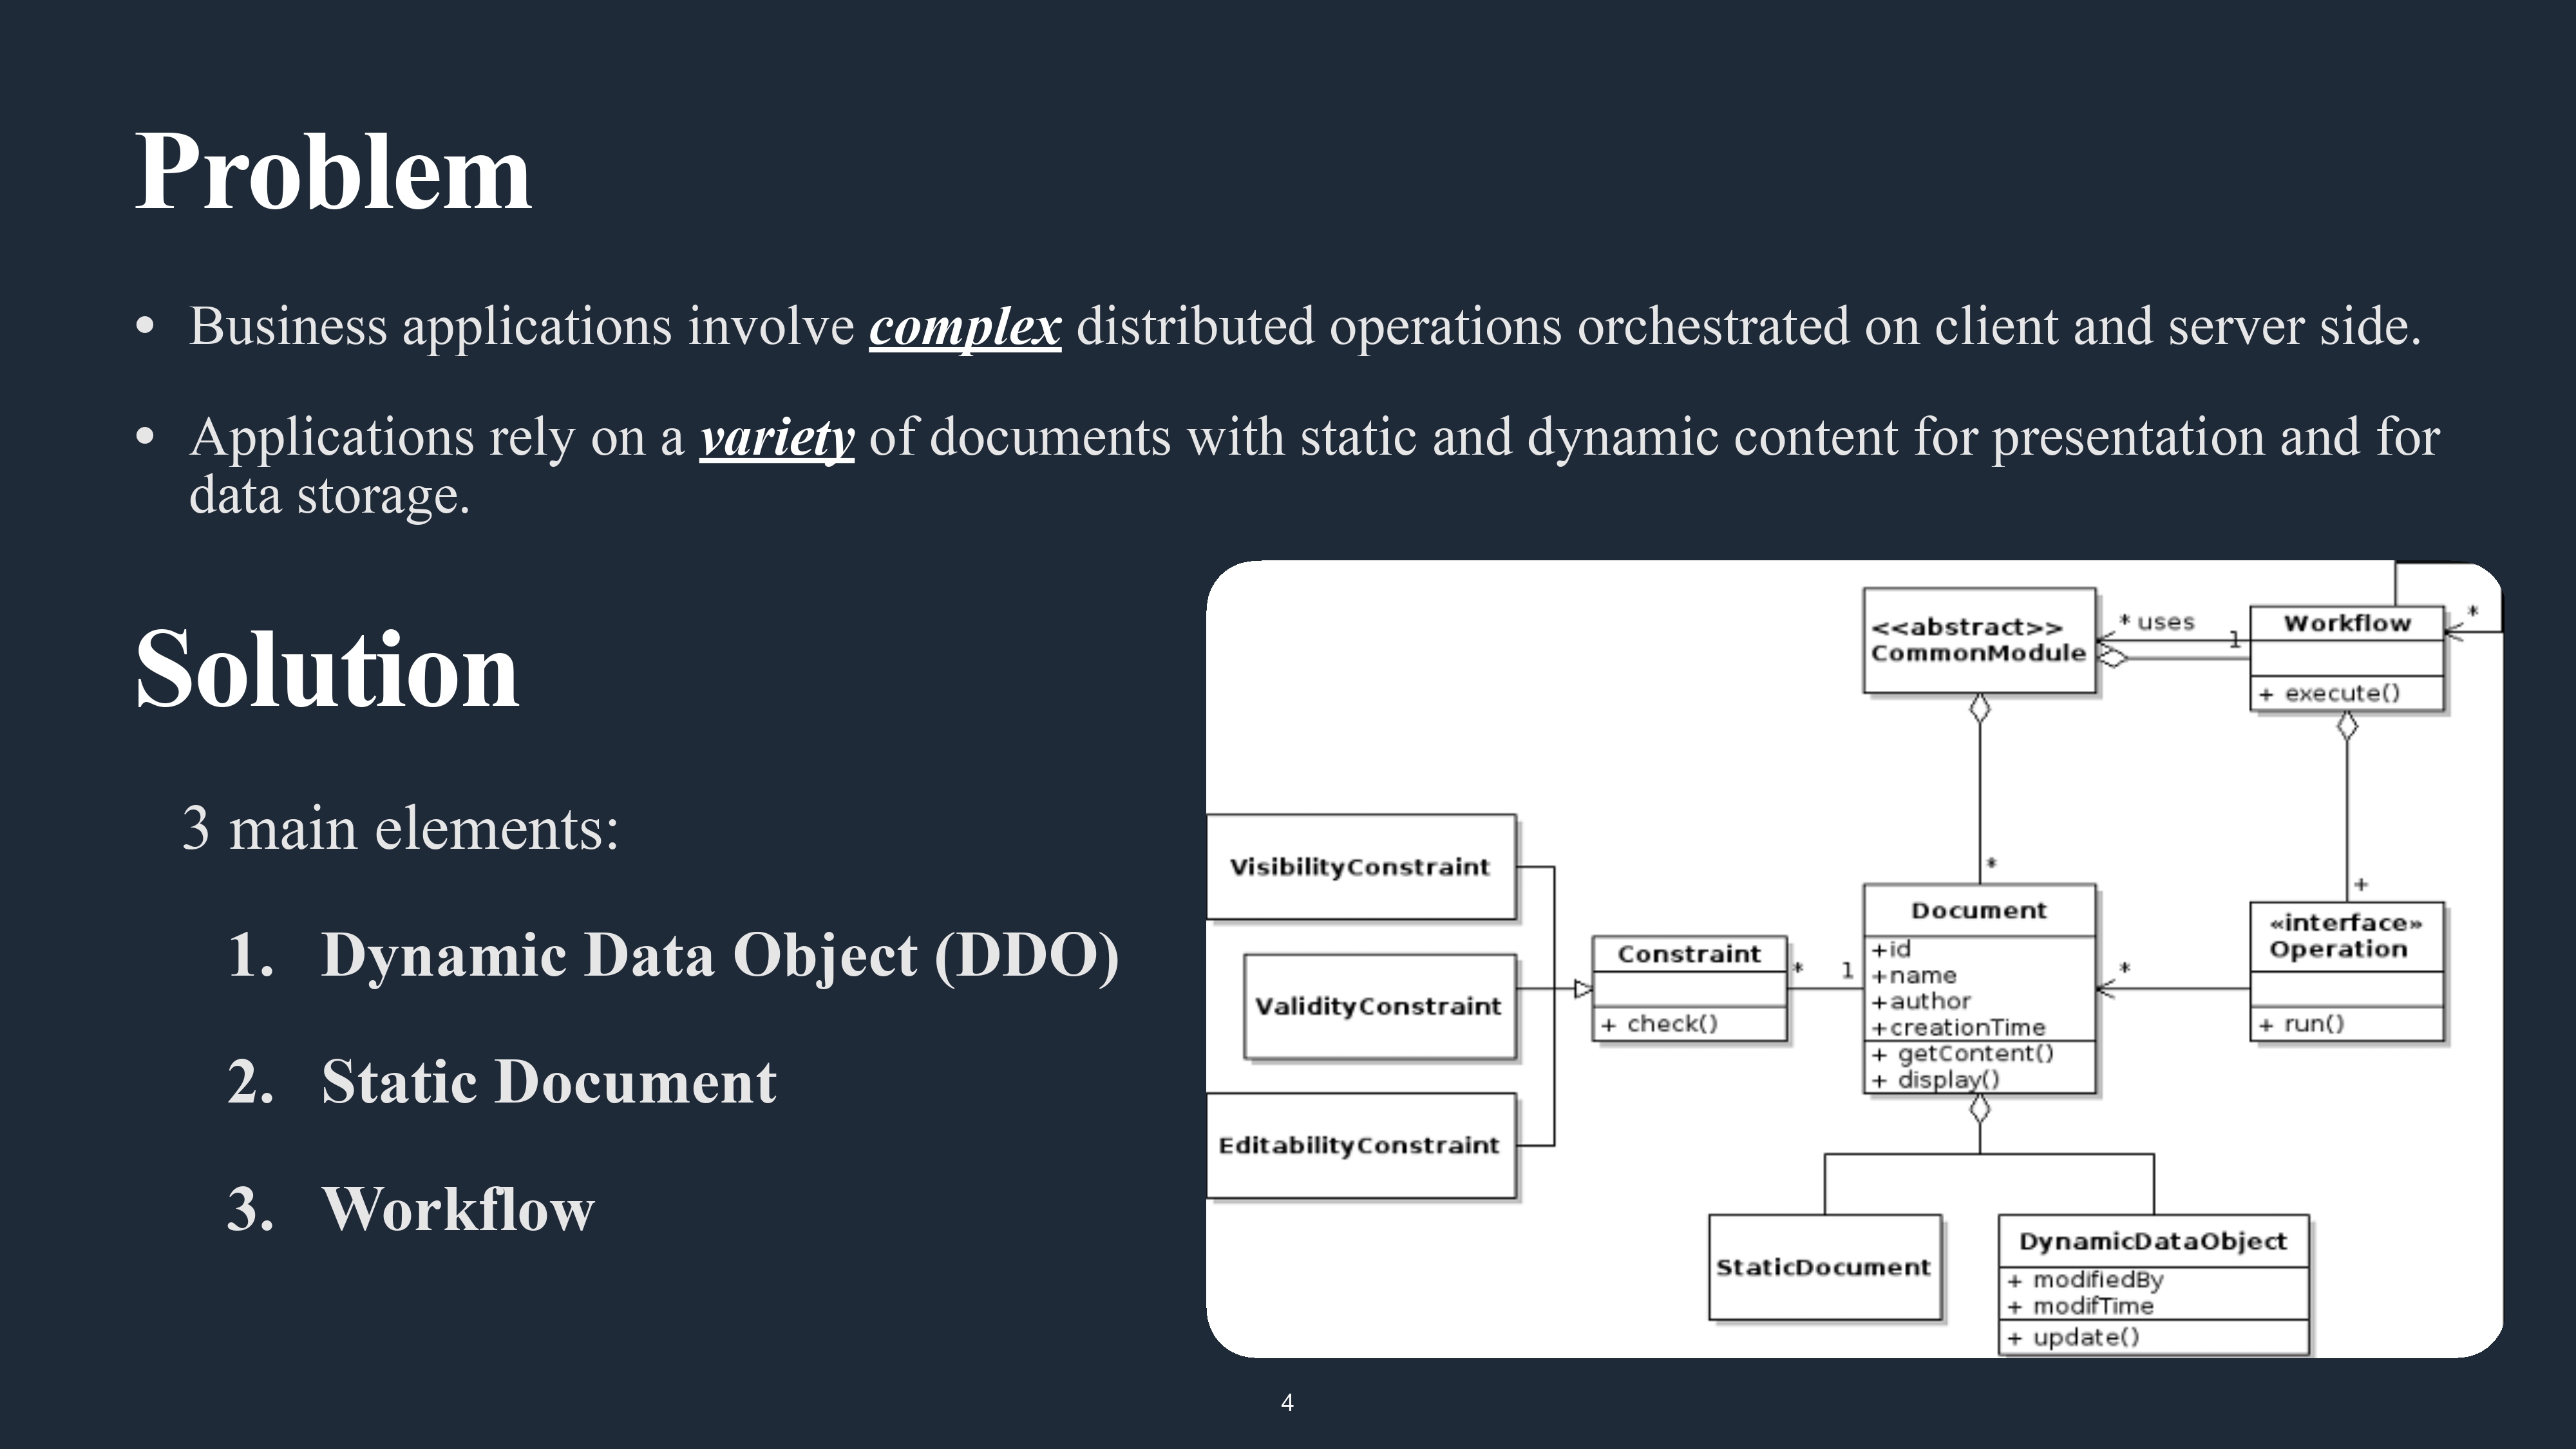 Problem
• Business applications involve complex distributed operations orchestrated on client and server side.
• Applications rely on a variety of documents with static and dynamic content for presentation and for
data storage.
Solution
3 main elements:
1. Dynamic Data Object (DDO)
2. Static Document
3. Workflow
<<abstract>>
CommonModule
* uses
1
Workflow
+ execute()
*
*
+
VisibilityConstraint
ValidityConstraint
EditabilityConstraint
Constraint
+ check()
*
1
Document
+id
+name
+author
+creationTime
+ getContent()
+ display()
*
«interface»
Operation
+ run()
StaticDocument
DynamicDataObject
+ modifiedBy
+ modifTime
+ update()
4